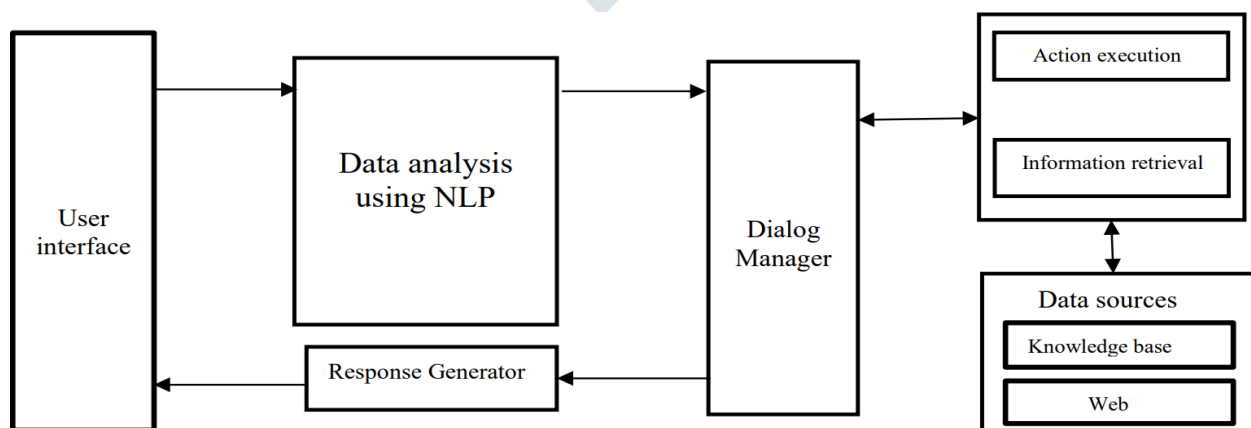 User
interface
Data analysis
using NLP
Response Generator
Dialog
Manager
Action execution
Information retrieval
Data sources
Knowledge base
Web